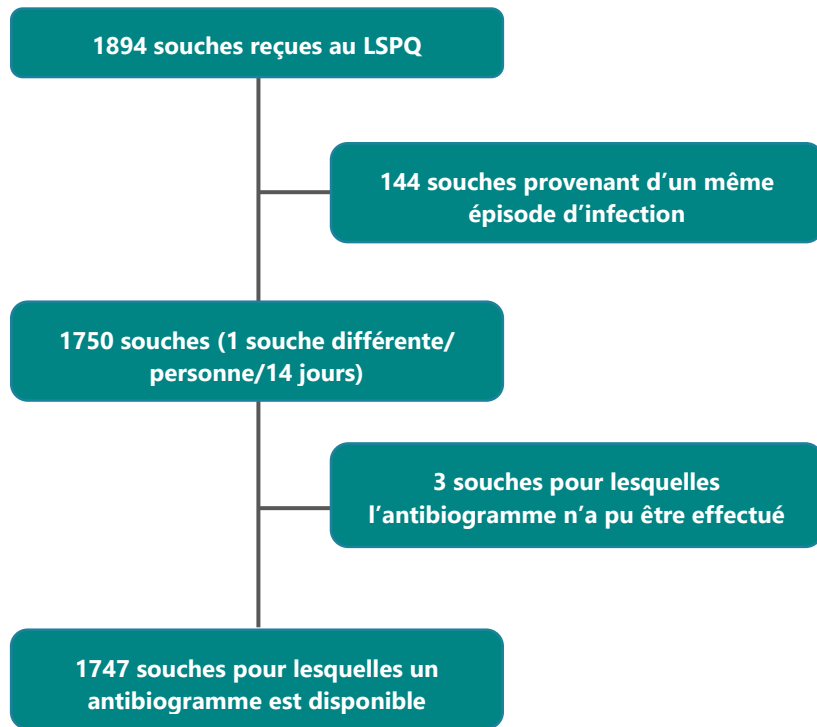 1894 souches reçues au LSPQ
144 souches provenant d’un même
épisode d’infection
1750 souches (1 souche différente/
personne/14 jours)
3 souches pour lesquelles
l’antibiogramme n’a pu être effectué
1747 souches pour lesquelles un
antibiogramme est disponible